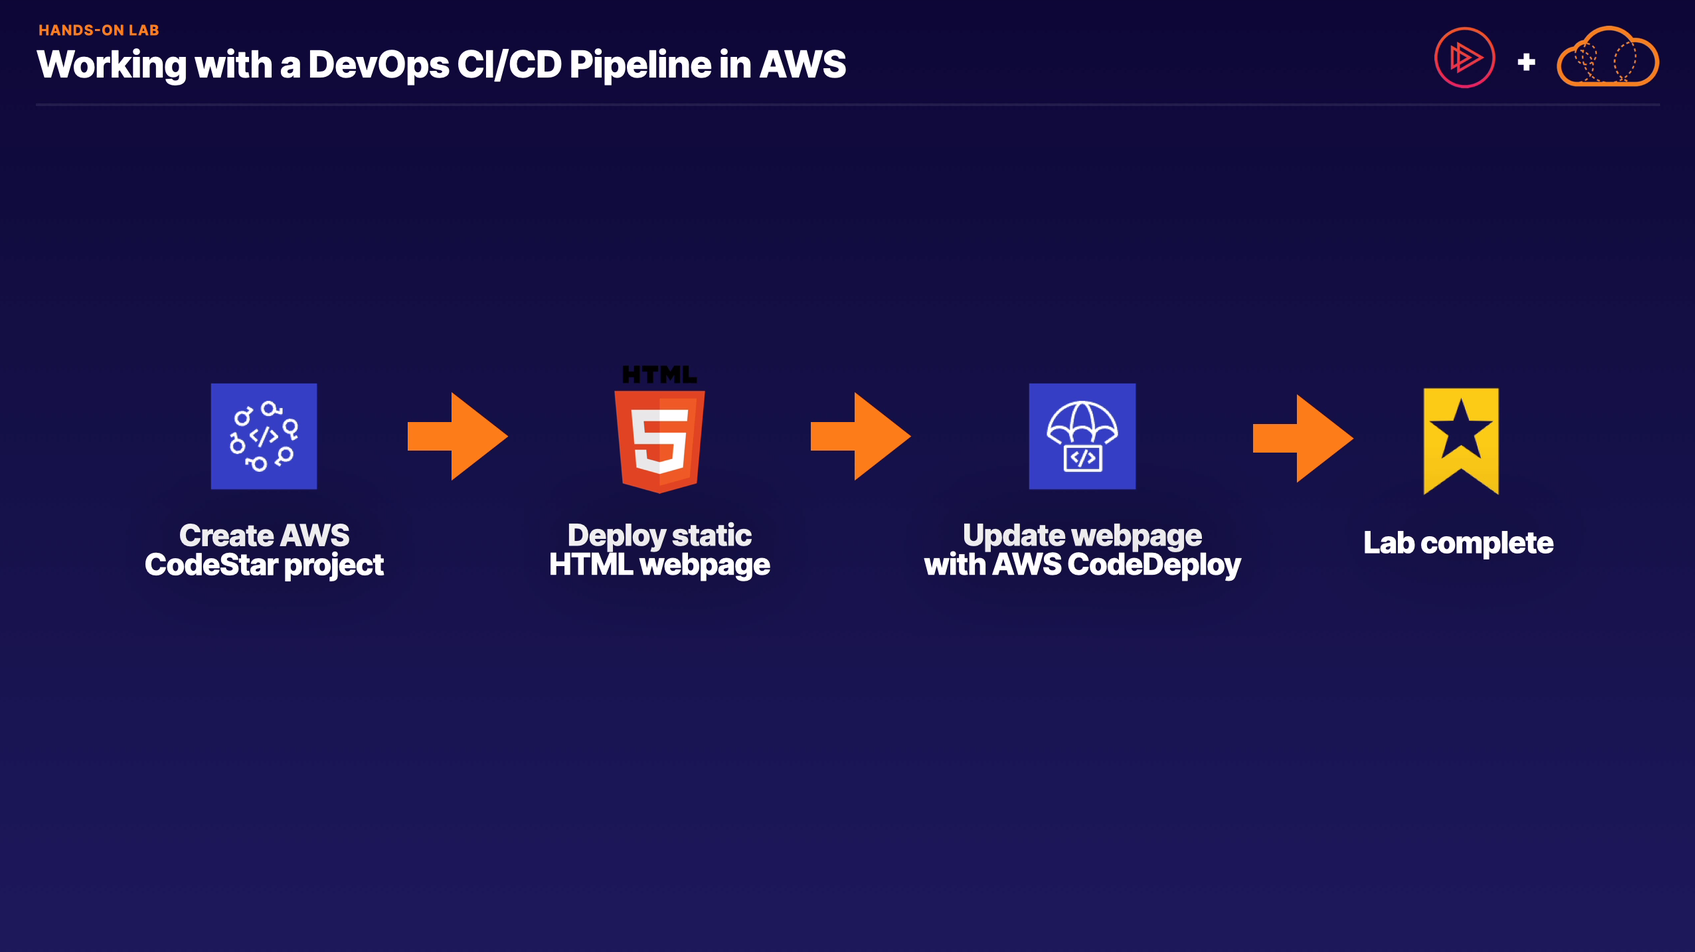 HANDS-ON LAB
Working with a DevOps CI/CD Pipeline in AWS
+
</>
HTML
5
</>
Create AWS
CodeStar project
Deploy static
HTML webpage
Update webpage
with AWS CodeDeploy
Lab complete